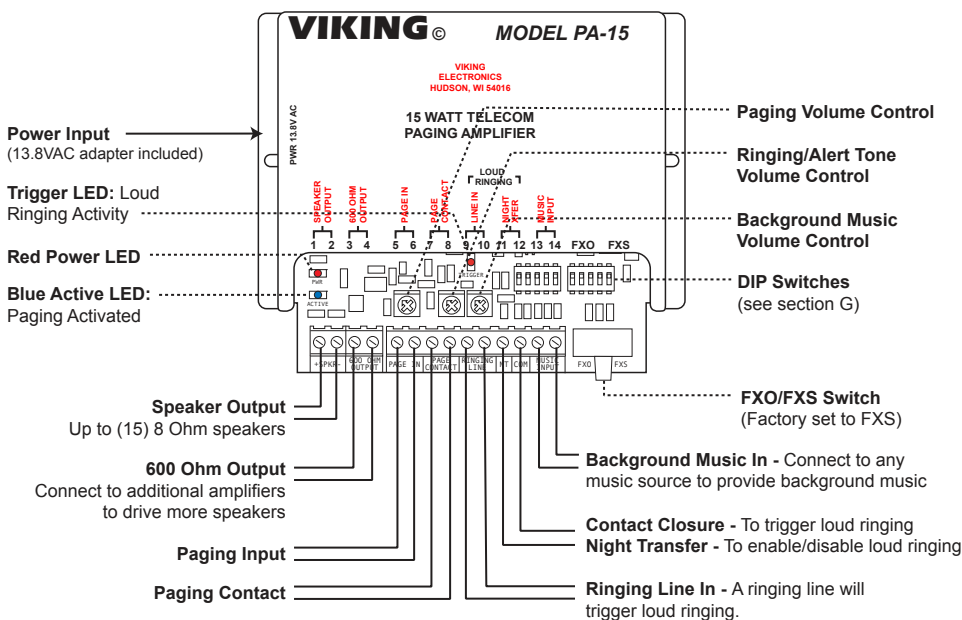 VIKING © MODEL PA-15
VIKING
ELECTRONICS
HUDSON, WI 54016
15 WATT TELECOM
PAGING AMPLIFIER
PWR 13.8V AC
Power Input
(13.8VAC adapter included)
Trigger LED: Loud
Ringing Activity
Red Power LED
Blue Active LED:
Paging Activated
Paging Volume Control
Ringing/Alert Tone
Volume Control
Background Music
Volume Control
DIP Switches
(see section G)
FXO/FXS Switch
(Factory set to FXS)
LOUD
RINGING
SPEAKER
OUTPUT
600 OHM
OUTPUT
PAGE IN
PAGE
CONTACT
LINE IN
NIGHT
XFER
MUSIC
INPUT
1 2 3 4 5 6 7 8 9 10 11 12 13 14 FXO FXS
PWR
ACTIVE
TRIGGER
+SPKR-
600 OHM
OUTPUT
PAGE IN
PAGE
CONTACT
RINGING
LINE
NT
COM
MUSIC
INPUT
FXO FXS
Speaker Output
Up to (15) 8 Ohm speakers
600 Ohm Output
Connect to additional amplifiers
to drive more speakers
Paging Input
Paging Contact
Background Music In - Connect to any
music source to provide background music
Contact Closure - To trigger loud ringing
Night Transfer - To enable/disable loud ringing
Ringing Line In - A ringing line will
trigger loud ringing.